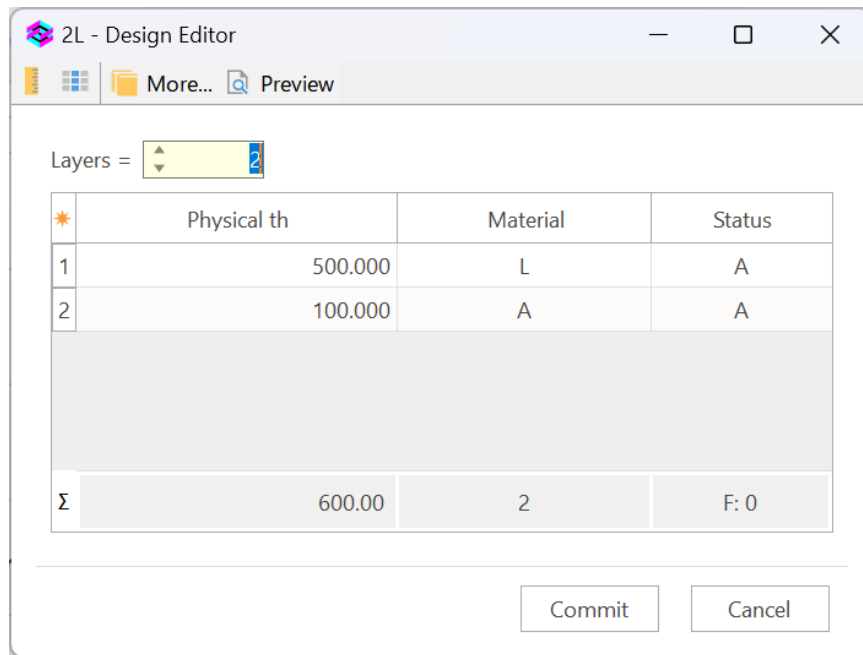 2L - Design Editor
More... Preview
Layers = 2
Physical th Material Status
1 500.000 L A
2 100.000 A A
Σ 600.00 2 F: 0
Commit Cancel